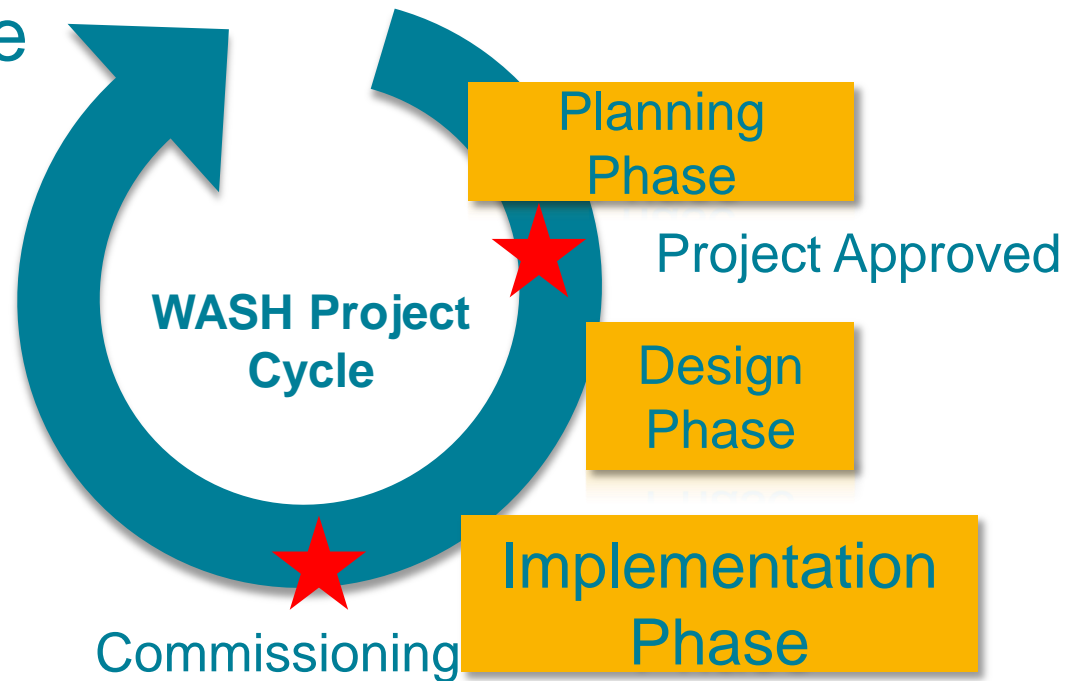 e
Planning
Phase
Project Approved
WASH Project
Cycle
Design
Phase
Implementation
Phase
Commissioning